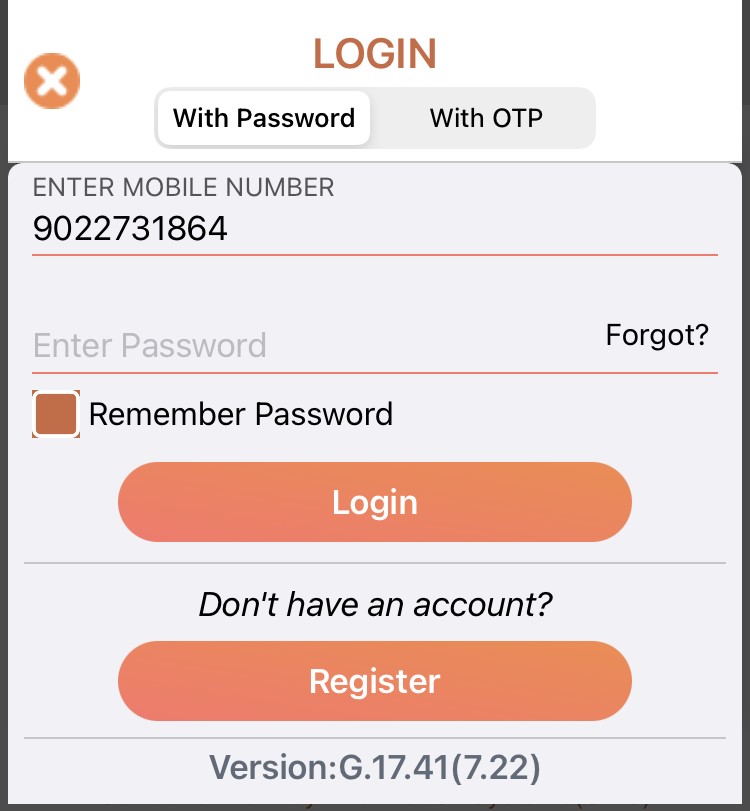 LOGIN
With Password With OTP
ENTER MOBILE NUMBER
9022731864
Enter Password Forgot?
Remember Password
Login
Don't have an account?
Register
Version:G.17.41(7.22)